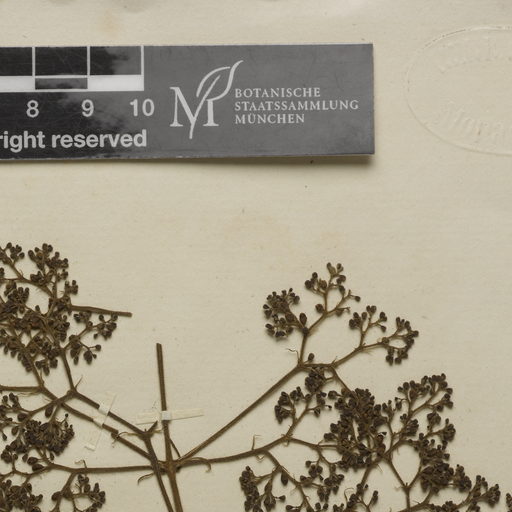 8 9 10
right reserved
M BOTANISCHE
STAATSSAMMLUNG
MÜNCHEN